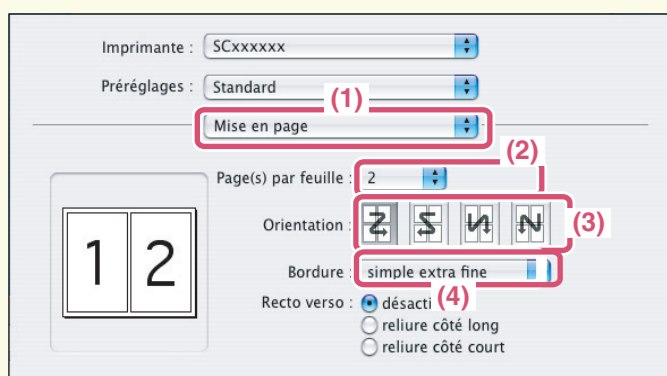 Imprimante : SCxxxxxx
Préréglages : Standard
(1)
Mise en page
(2)
Page(s) par feuille : 2
Orientation : (3)
Bordure : simple extra fine
(4)
Recto verso :
reliure côté long
reliure côté court
1 2